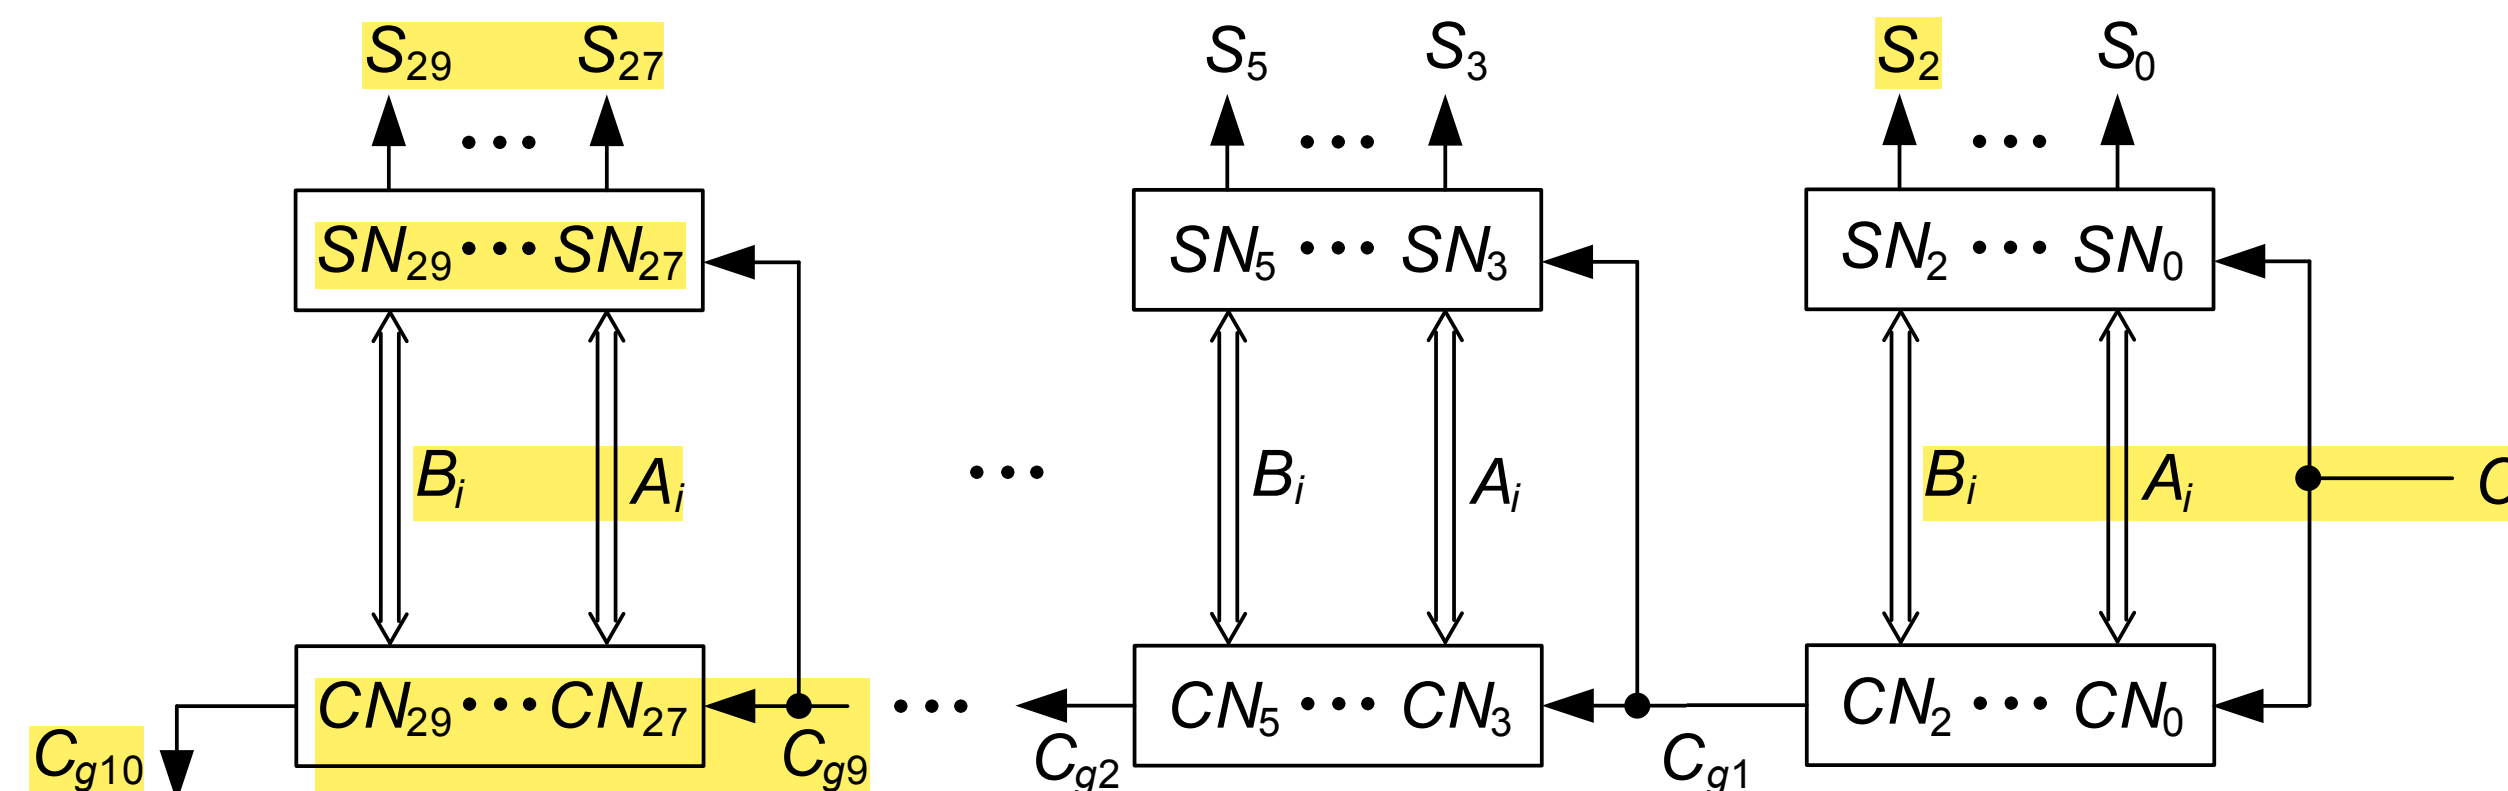 S29 S27 S5 S3 S2 S0
••• ••• •••
SN29 ••• SN27 SN5 ••• SN3 SN2 ••• SN0
Bi Ai ••• Bi Ai Bi Ai C
CN29 ••• CN27 ••• CN5 ••• CN3 CN2 ••• CN0
Cg10 Cg9 Cg2 Cg1